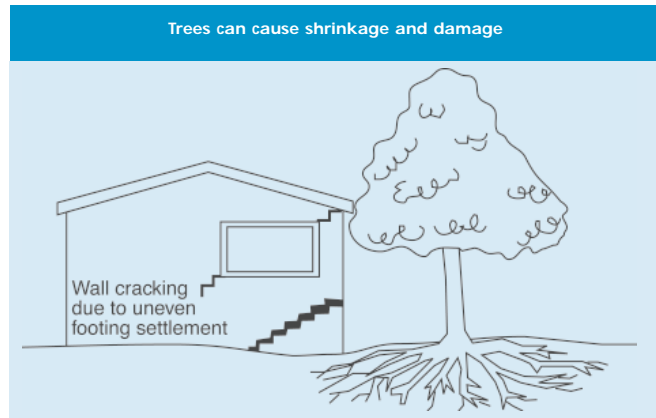 Trees can cause shrinkage and damage
Wall cracking
due to uneven
footing settlement